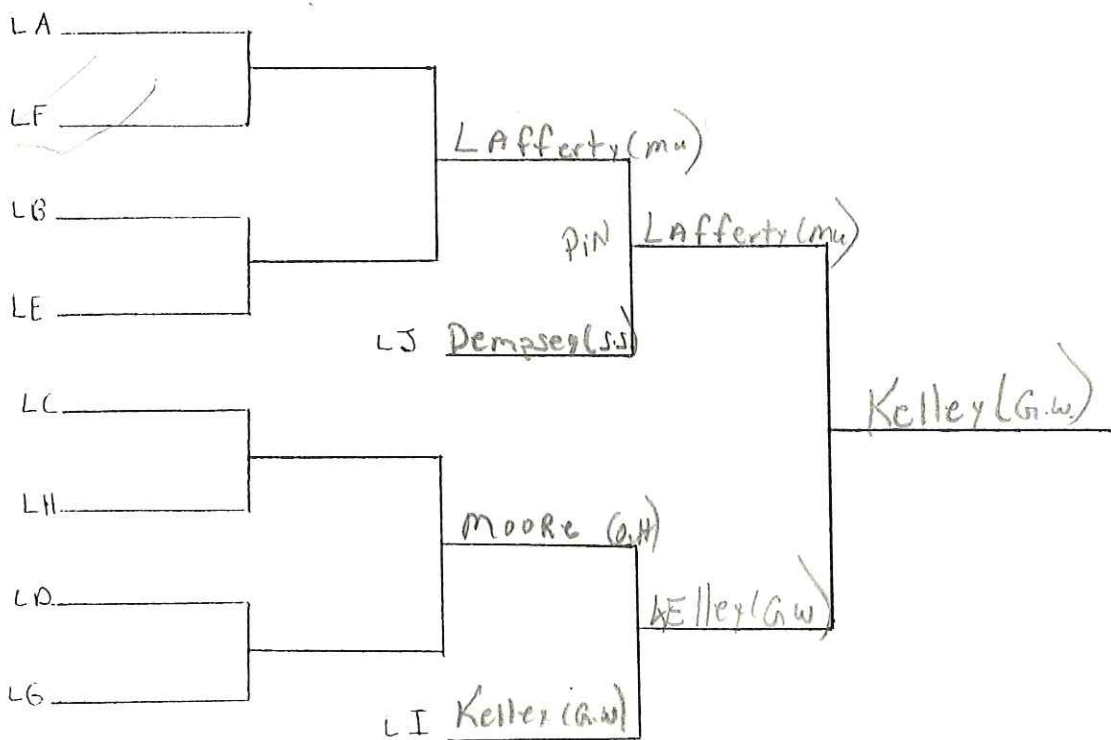 LA
LF
LAfferty (mu)
LB
PiN
LAfferty (mu)
LE
LJ Dempsey (S.S)
LC
Kelley (G.W.)
LH
MOORe (O.H)
LD
KElley (G.W)
LG
LI Kelley (G.W)